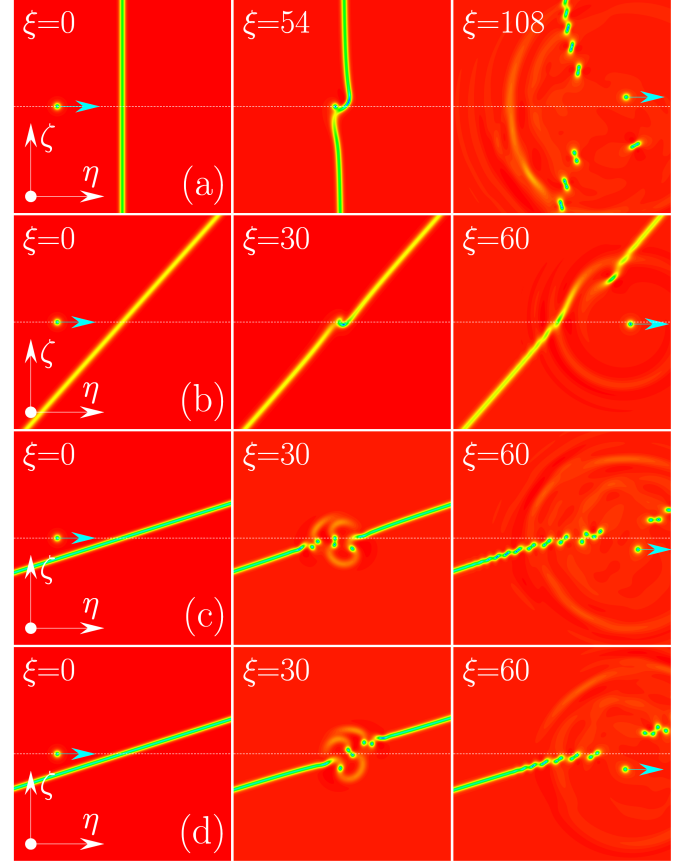 ξ=0 ξ=54 ξ=108
ζ
η
(a)
ξ=0 ξ=30 ξ=60
ζ
η
(b)
ξ=0 ξ=30 ξ=60
ζ
η
(c)
ξ=0 ξ=30 ξ=60
ζ
η
(d)